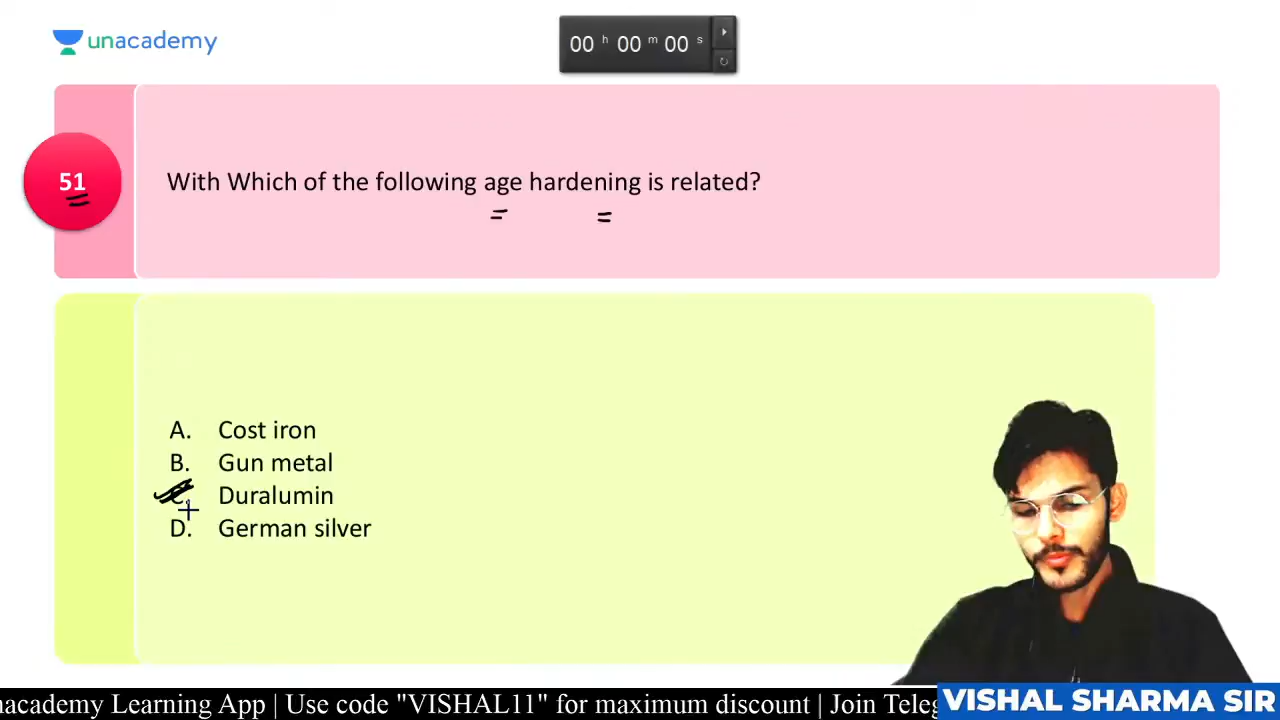 unacademy
00 h 00 m 00 s
51
With Which of the following age hardening is related?
A. Cost iron
B. Gun metal
C. Duralumin
D. German silver
nacademy Learning App | Use code "VISHAL11" for maximum discount | Join Teleg
VISHAL SHARMA SIR